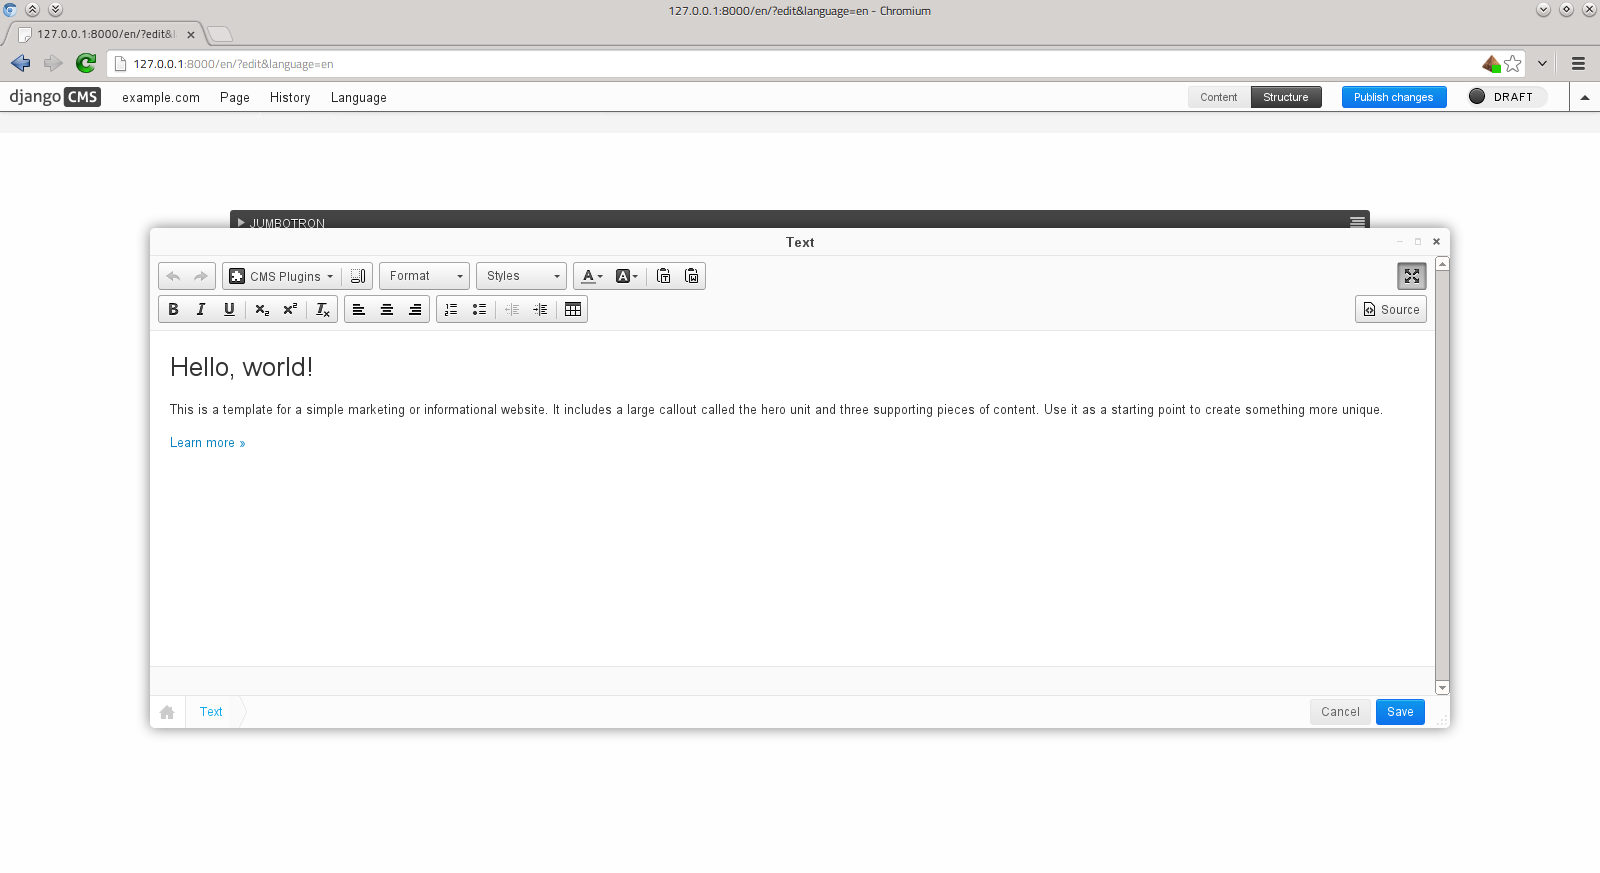 127.0.0.1:8000/en/?edit&language=en - Chromium
127.0.0.1:8000/en/?edit&l
127.0.0.1:8000/en/?edit&language=en
django CMS example.com Page History Language Content Structure Publish changes DRAFT
JUMBOTRON
Text
CMS Plugins Format Styles A A
B I U x₂ x² Tx Source
Hello, world!
This is a template for a simple marketing or informational website. It includes a large callout called the hero unit and three supporting pieces of content. Use it as a starting point to create something more unique.
Learn more »
Text Cancel Save